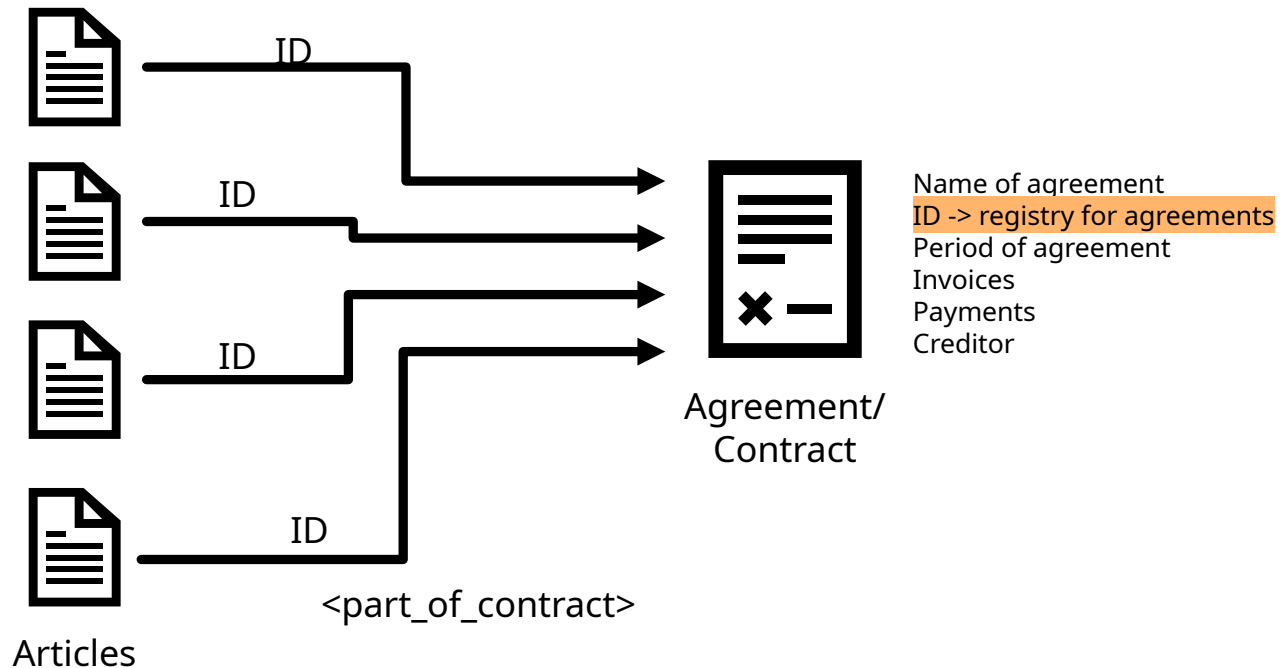 ID
ID
ID
ID
<part_of_contract>
Articles
Agreement/
Contract
Name of agreement
ID -> registry for agreements
Period of agreement
Invoices
Payments
Creditor